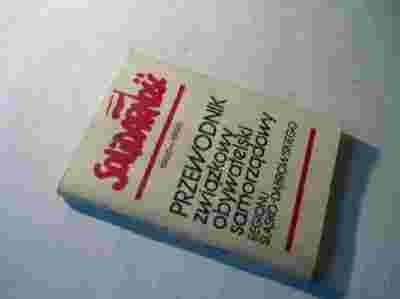 Solidarność
PRZEWODNIK
związkowy
obywatelski
samorządowy
REGIONU
ŚLĄSKO-DĄBROWSKIEGO